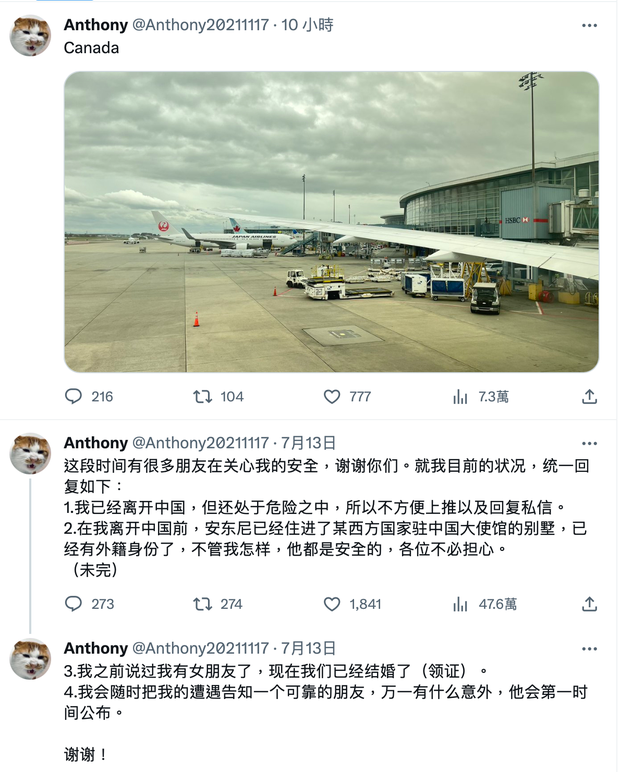 Anthony @Anthony20211117 · 10 小時
Canada
JAPAN AIRLINES
HSBC
216 104 777 7.3萬
Anthony @Anthony20211117 · 7月13日
这段时间有很多朋友在关心我的安全，谢谢你们。就我目前的状况，统一回
复如下：
1.我已经离开中国，但还处于危险之中，所以不方便上推以及回复私信。
2.在我离开中国前，安东尼已经住进了某西方国家驻中国大使馆的别墅，已
经有外籍身份了，不管我怎样，他都是安全的，各位不必担心。
（未完）
273 274 1,841 47.6萬
Anthony @Anthony20211117 · 7月13日
3.我之前说过我有女朋友了，现在我们已经结婚了（领证）。
4.我会随时把我的遭遇告知一个可靠的朋友，万一有什么意外，他会第一时
间公布。
谢谢！